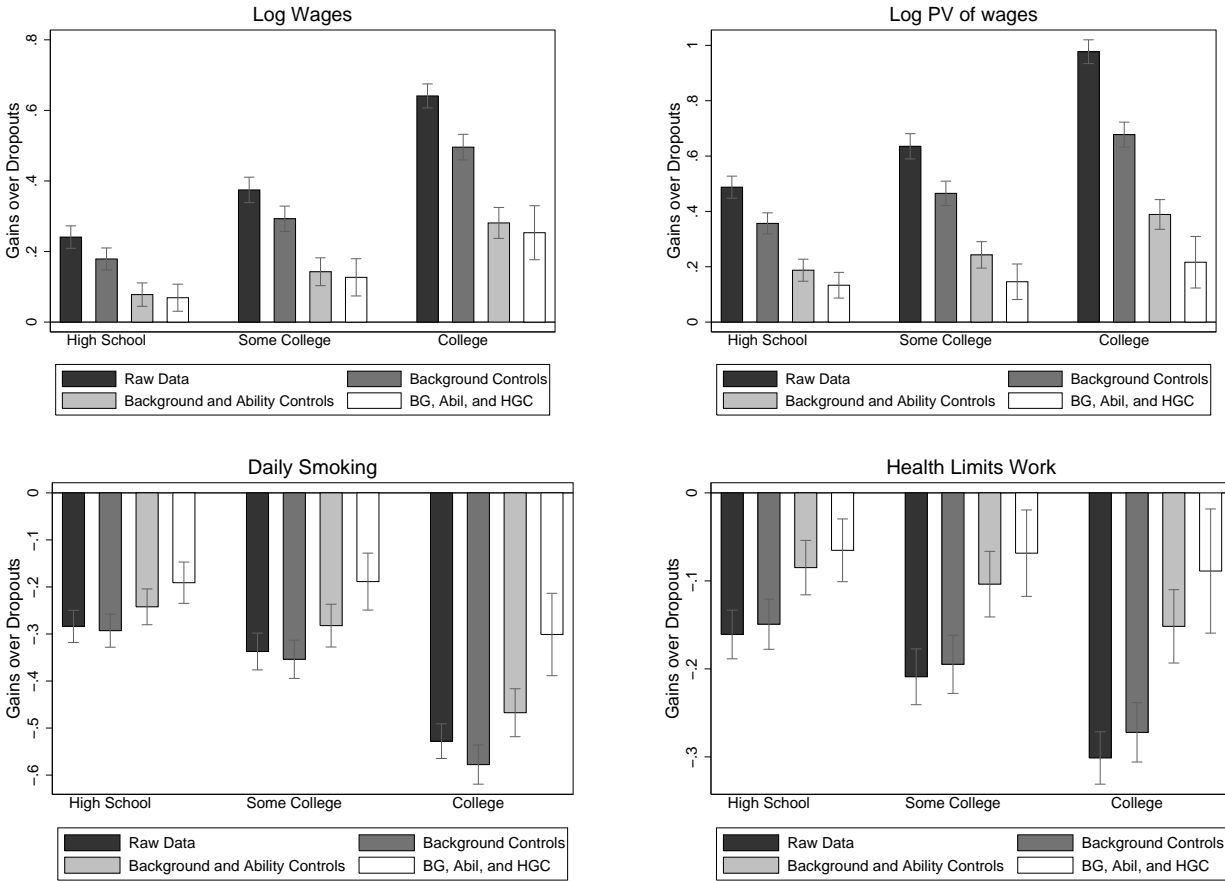 Log Wages
Gains over Dropouts
0 .2 .4 .6 .8
High School Some College College
Raw Data Background Controls
Background and Ability Controls BG, Abil, and HGC
Log PV of wages
Gains over Dropouts
0 .2 .4 .6 .8 1
High School Some College College
Raw Data Background Controls
Background and Ability Controls BG, Abil, and HGC
Daily Smoking
Gains over Dropouts
−.6 −.5 −.4 −.3 −.2 −.1 0
High School Some College College
Raw Data Background Controls
Background and Ability Controls BG, Abil, and HGC
Health Limits Work
Gains over Dropouts
−.3 −.2 −.1 0
High School Some College College
Raw Data Background Controls
Background and Ability Controls BG, Abil, and HGC